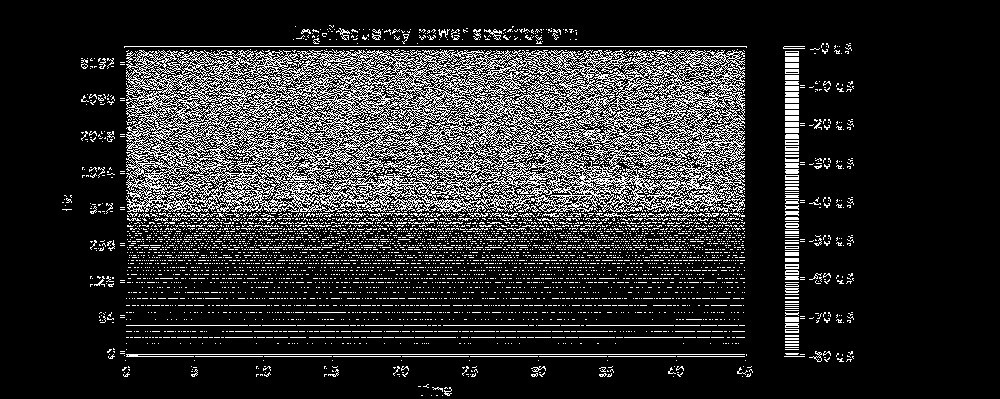 Log-frequency power spectrogram
8192
4096
2048
1024
512
256
128
64
0
Hz
0 5 10 15 20 25 30 35 40 45
Time
-10 dB
-20 dB
-30 dB
-40 dB
-50 dB
-60 dB
-70 dB
-80 dB